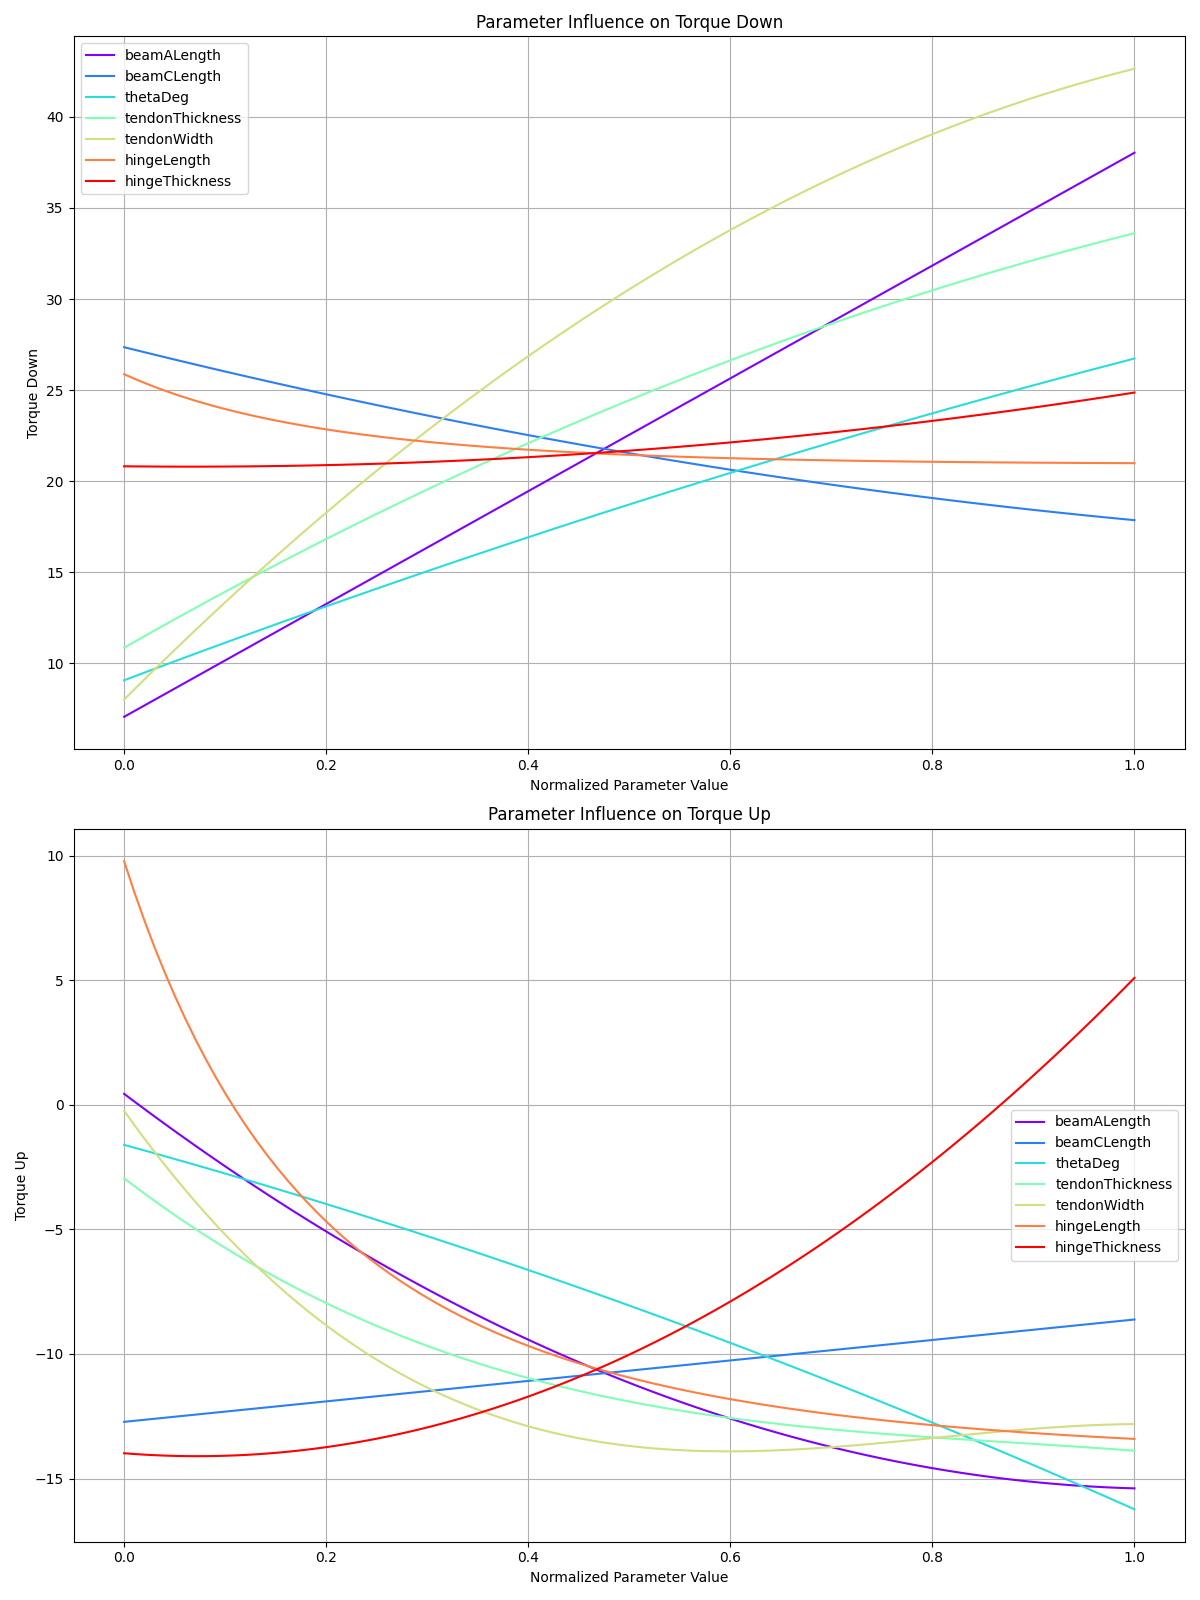 Parameter Influence on Torque Down
beamALength
beamCLength
thetaDeg
tendonThickness
tendonWidth
hingeLength
hingeThickness
Torque Down
40
35
30
25
20
15
10
0.0 0.2 0.4 0.6 0.8 1.0
Normalized Parameter Value
Parameter Influence on Torque Up
Torque Up
10
5
0
−5
−10
−15
beamALength
beamCLength
thetaDeg
tendonThickness
tendonWidth
hingeLength
hingeThickness
0.0 0.2 0.4 0.6 0.8 1.0
Normalized Parameter Value